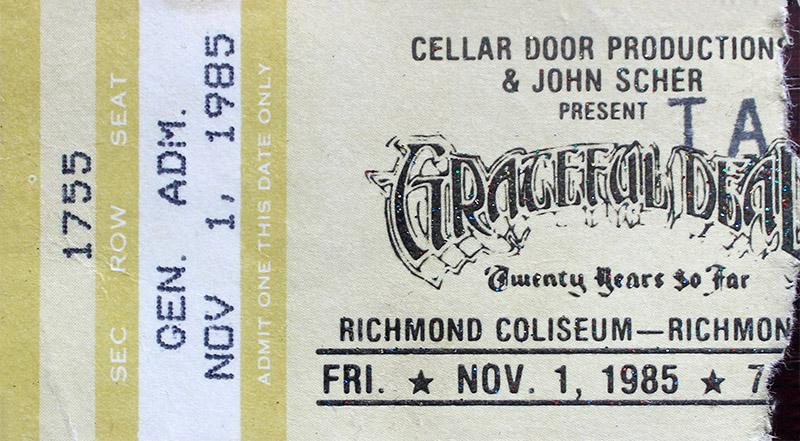 1755
SEC ROW SEAT
GEN. ADM.
NOV 1, 1985
ADMIT ONE THIS DATE ONLY
CELLAR DOOR PRODUCTIONS
& JOHN SCHER
PRESENT
TA
GRATEFUL DEA
Twenty Years So Far
RICHMOND COLISEUM—RICHMON
FRI. ★ NOV. 1, 1985 ★ 7